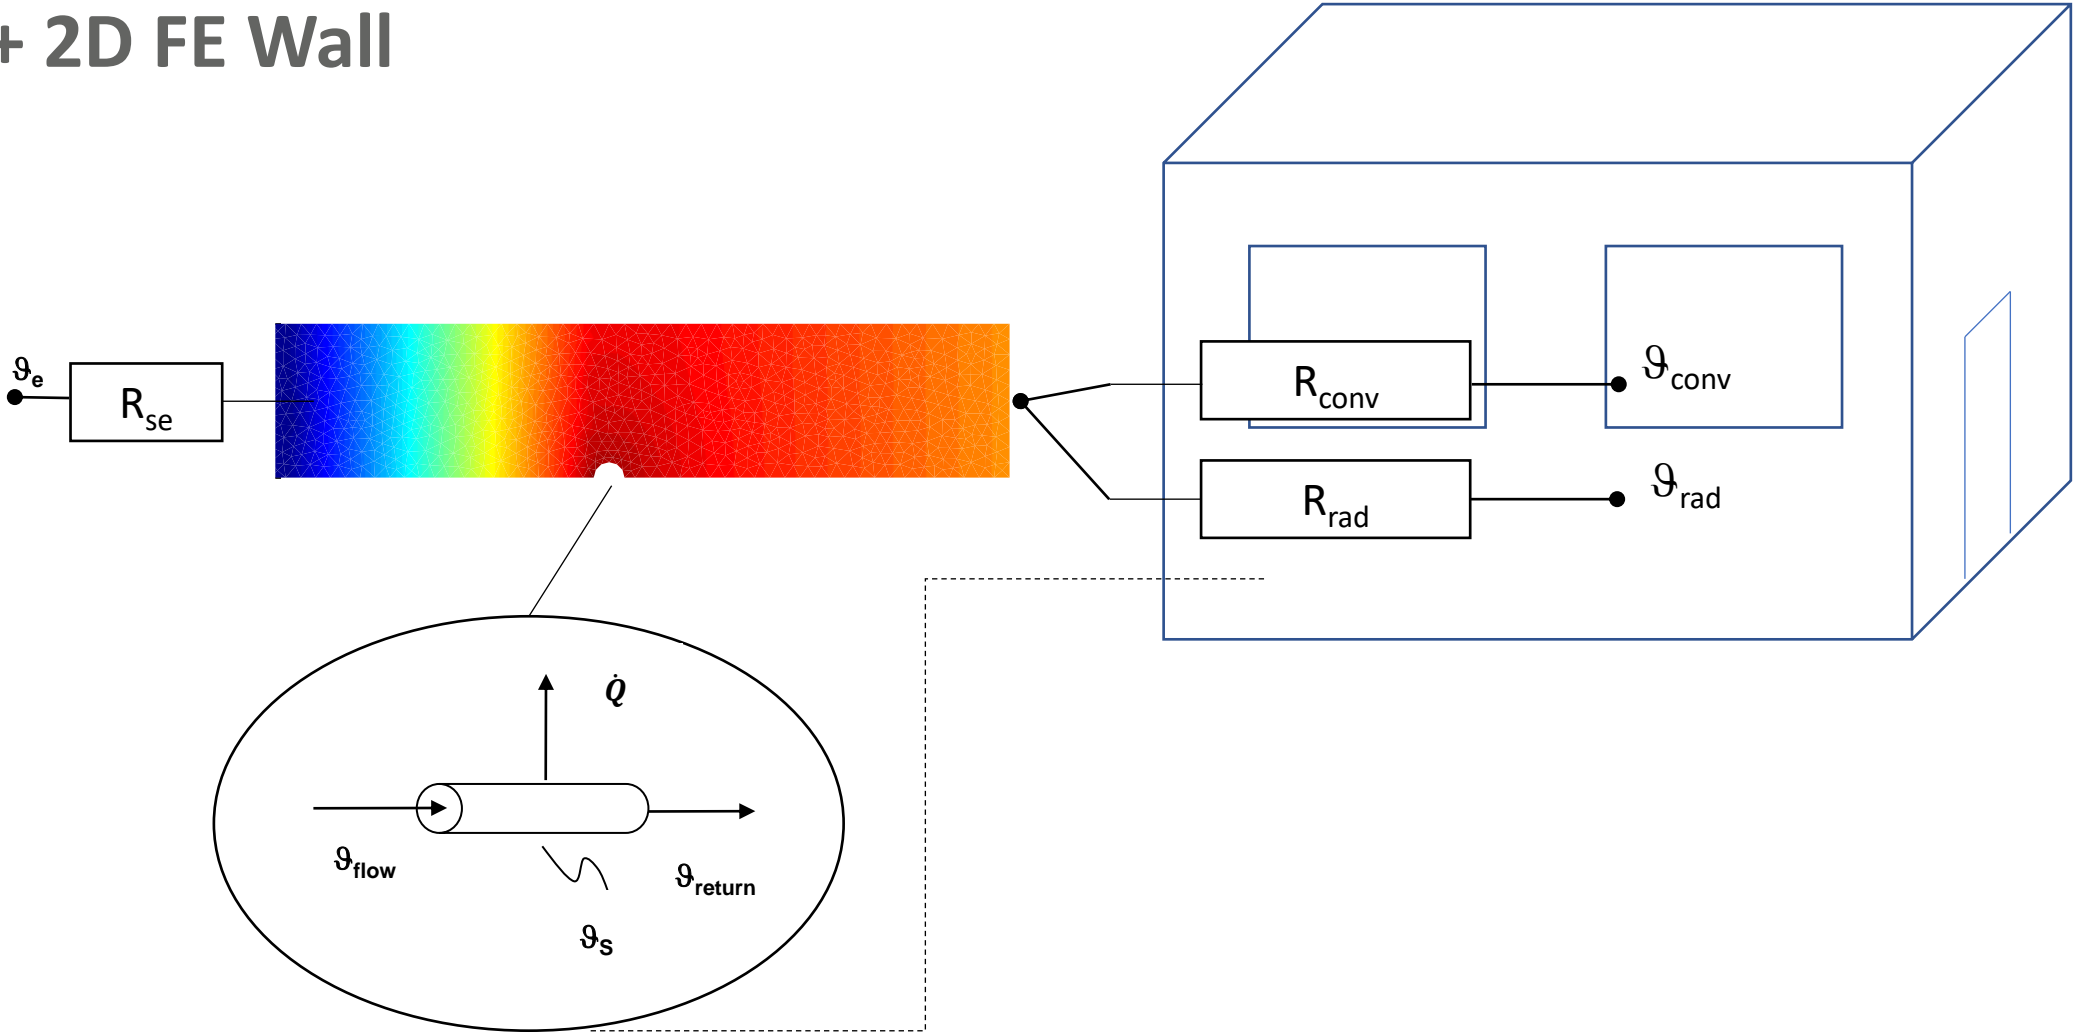 + 2D FE Wall
ϑe
Rse
Rconv
ϑconv
Rrad
ϑrad
Q̇
ϑflow
ϑreturn
ϑS